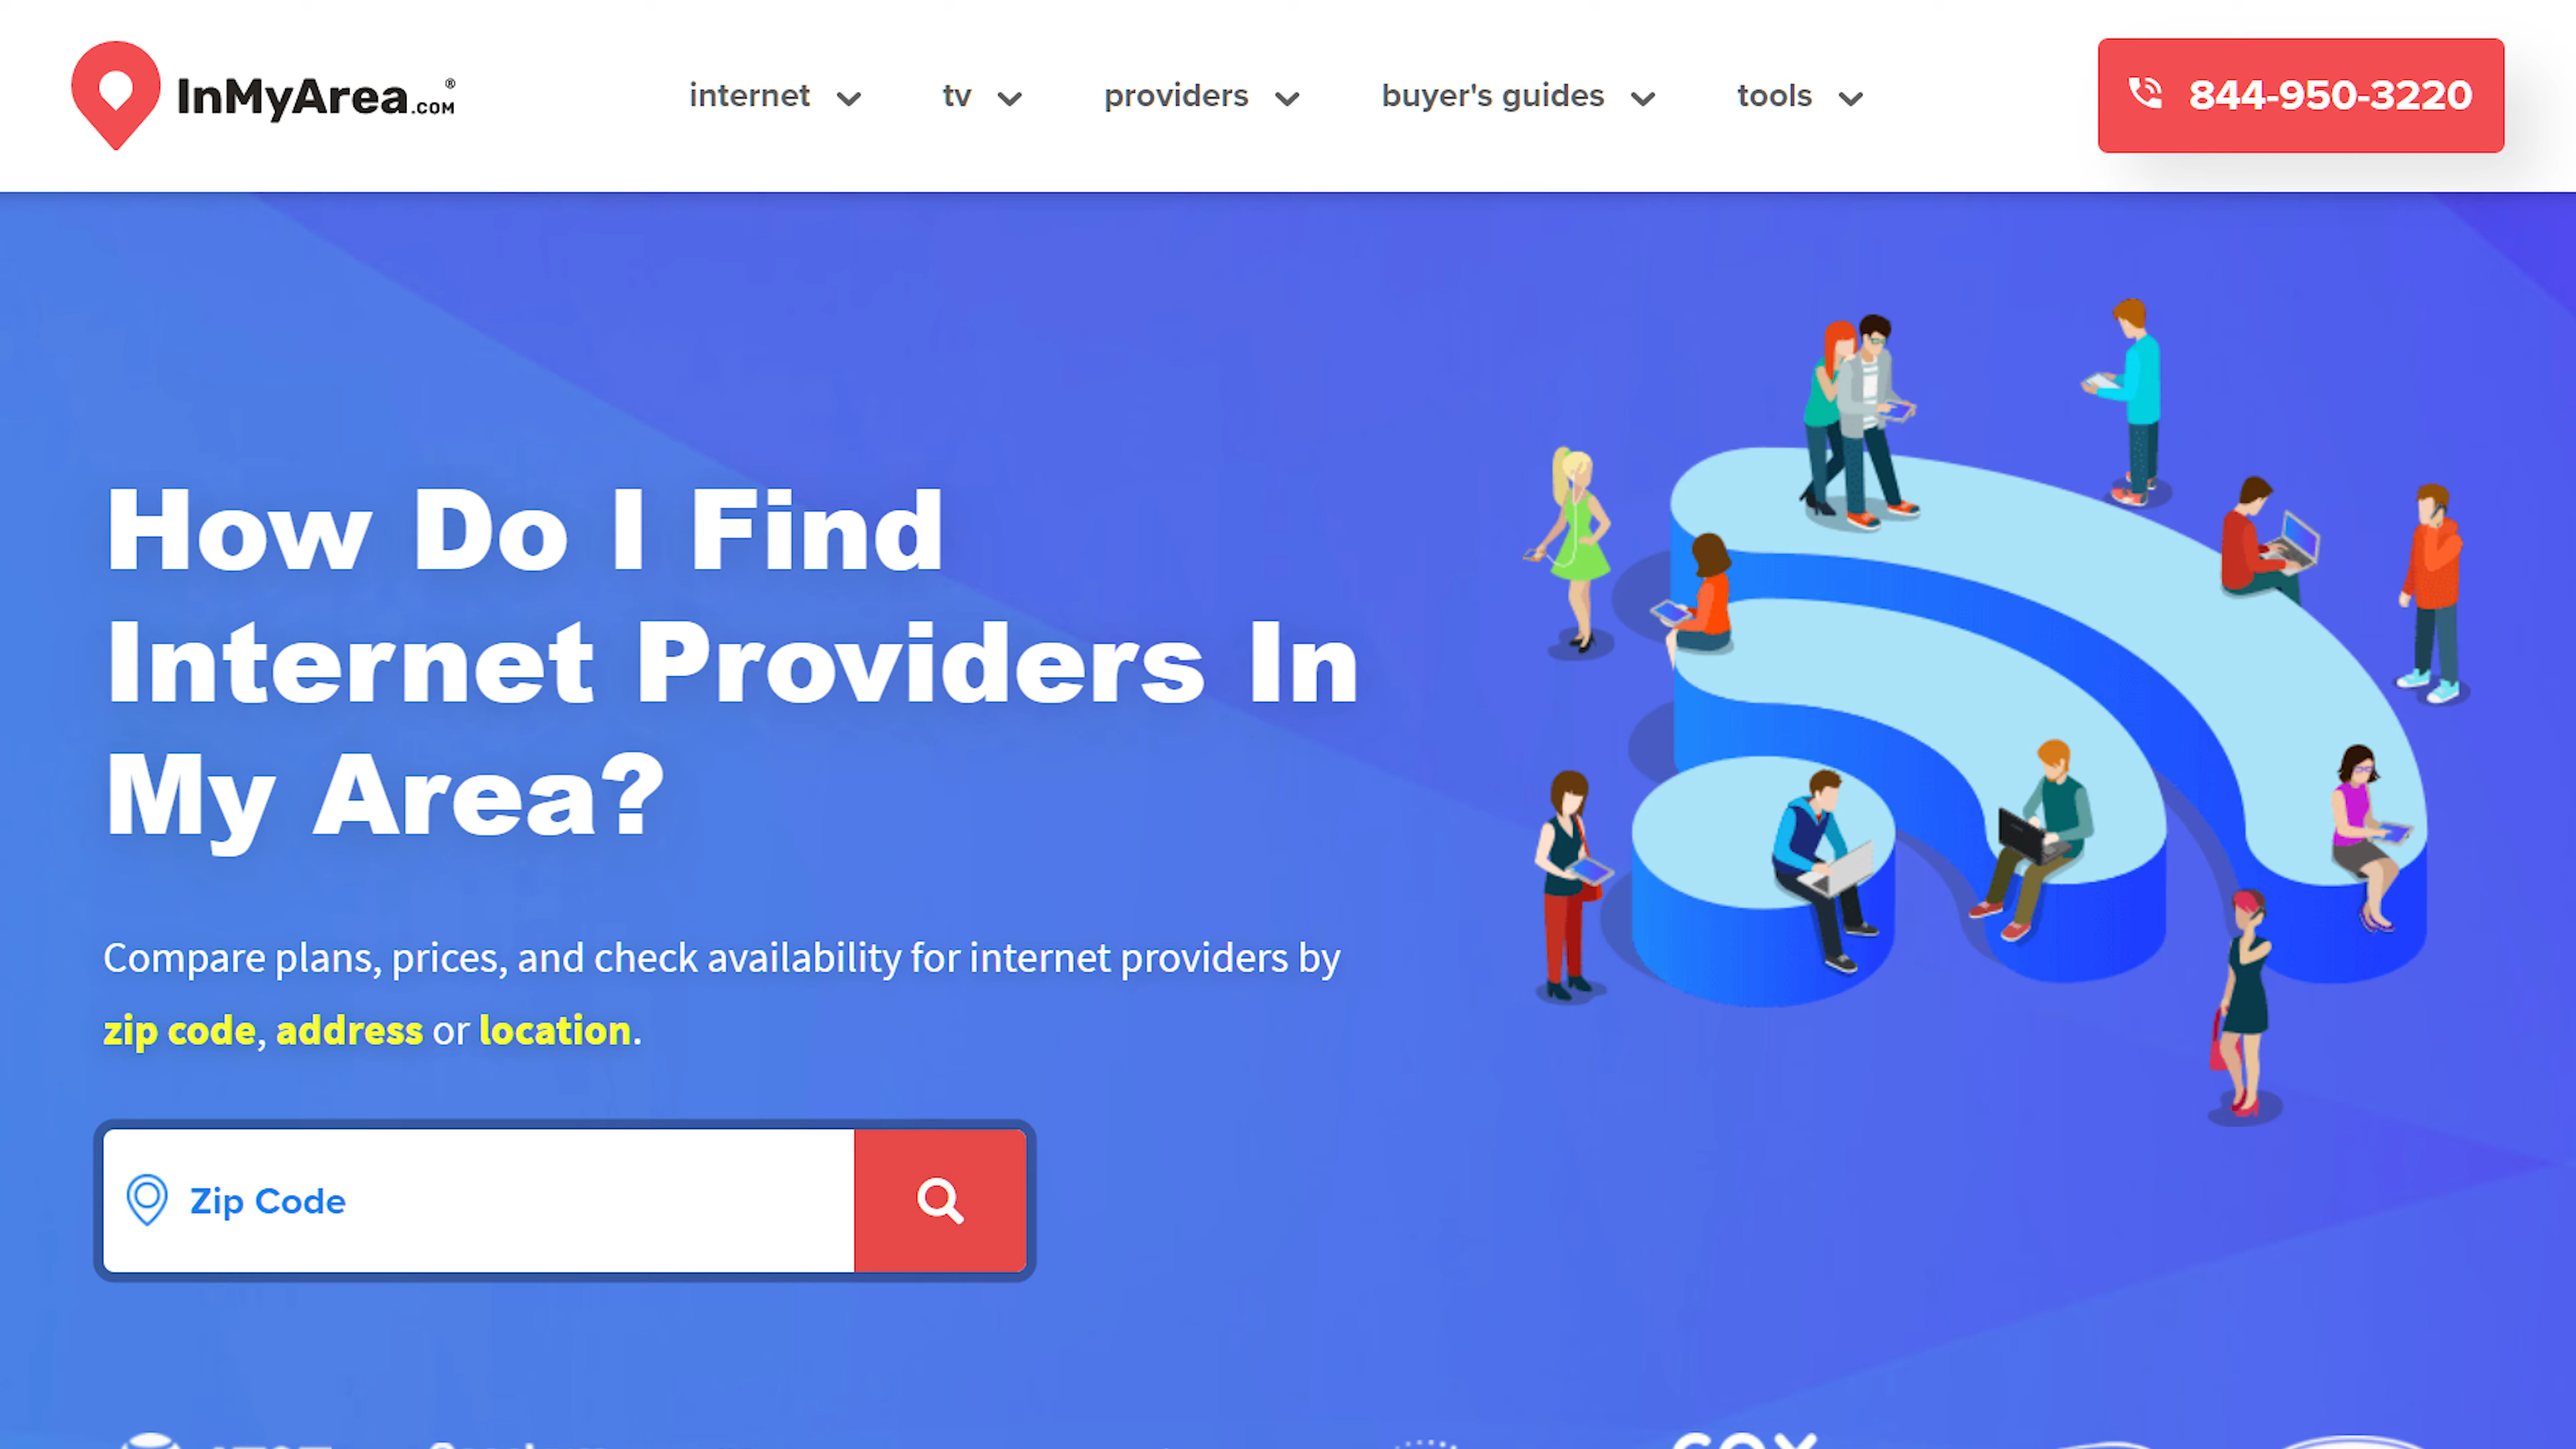 InMyArea.COM®
internet
tv
providers
buyer's guides
tools
844-950-3220
How Do I Find
Internet Providers In
My Area?
Compare plans, prices, and check availability for internet providers by
zip code, address or location.
Zip Code
COX